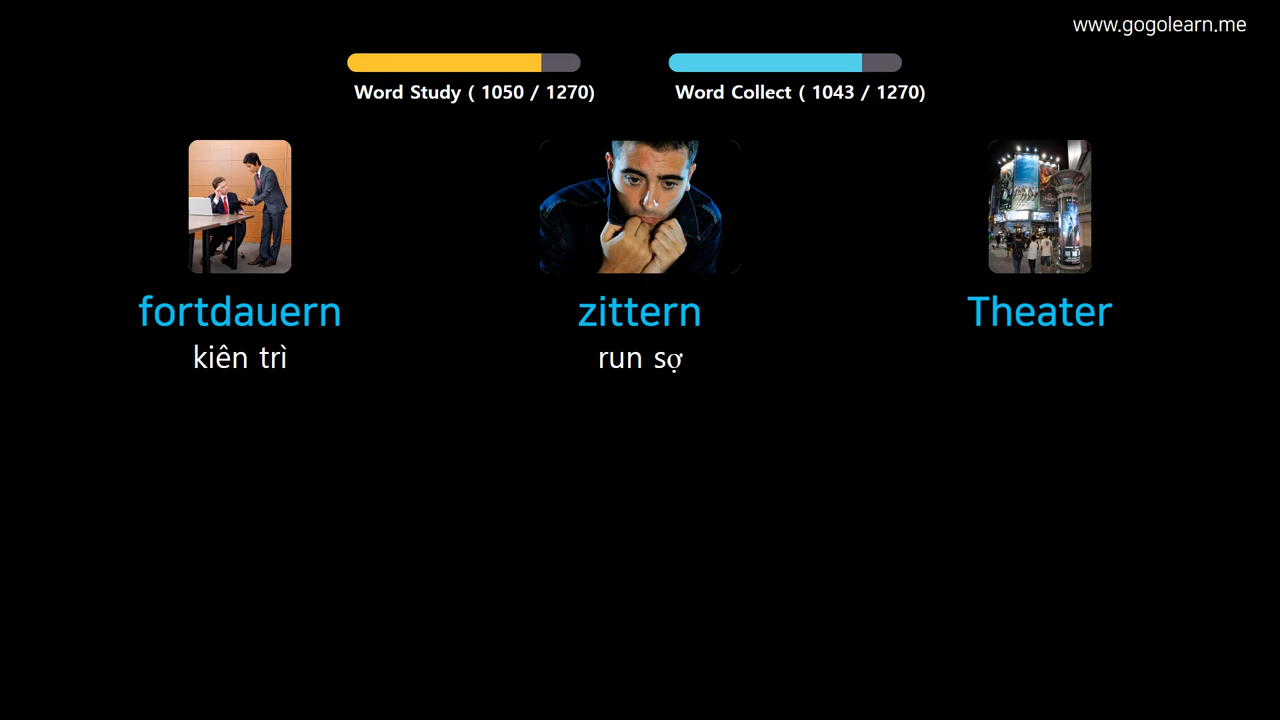 www.gogolearn.me
Word Study ( 1050 / 1270)
Word Collect ( 1043 / 1270)
fortdauern
kiên trì
zittern
run sợ
Theater